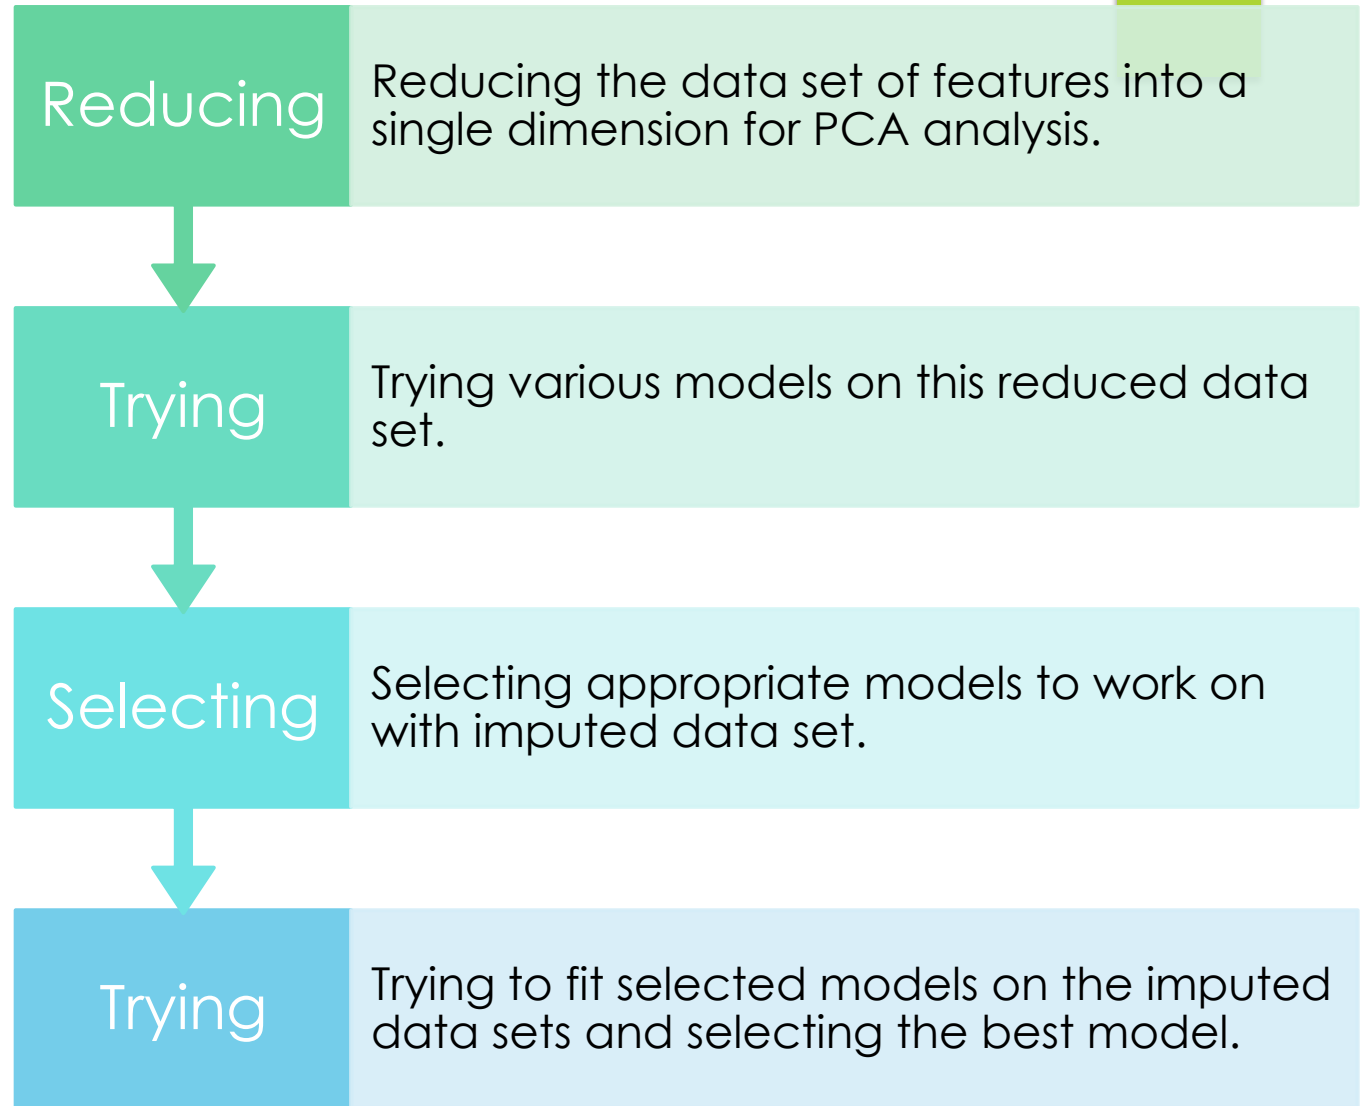 Reducing
Reducing the data set of features into a
single dimension for PCA analysis.
Trying
Trying various models on this reduced data
set.
Selecting
Selecting appropriate models to work on
with imputed data set.
Trying
Trying to fit selected models on the imputed
data sets and selecting the best model.